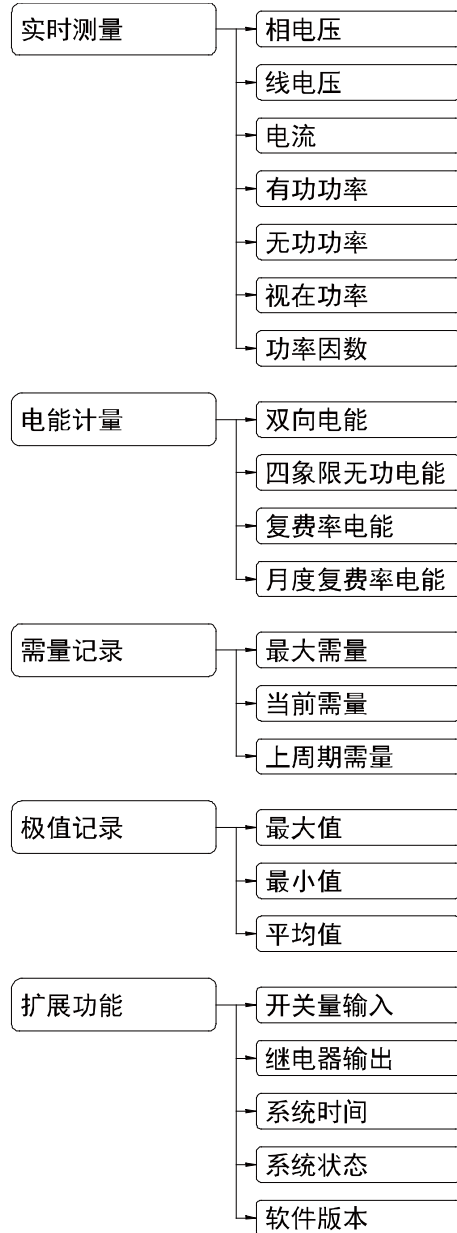 实时测量
相电压
线电压
电流
有功功率
无功功率
视在功率
功率因数
电能计量
双向电能
四象限无功电能
复费率电能
月度复费率电能
需量记录
最大需量
当前需量
上周期需量
极值记录
最大值
最小值
平均值
扩展功能
开关量输入
继电器输出
系统时间
系统状态
软件版本